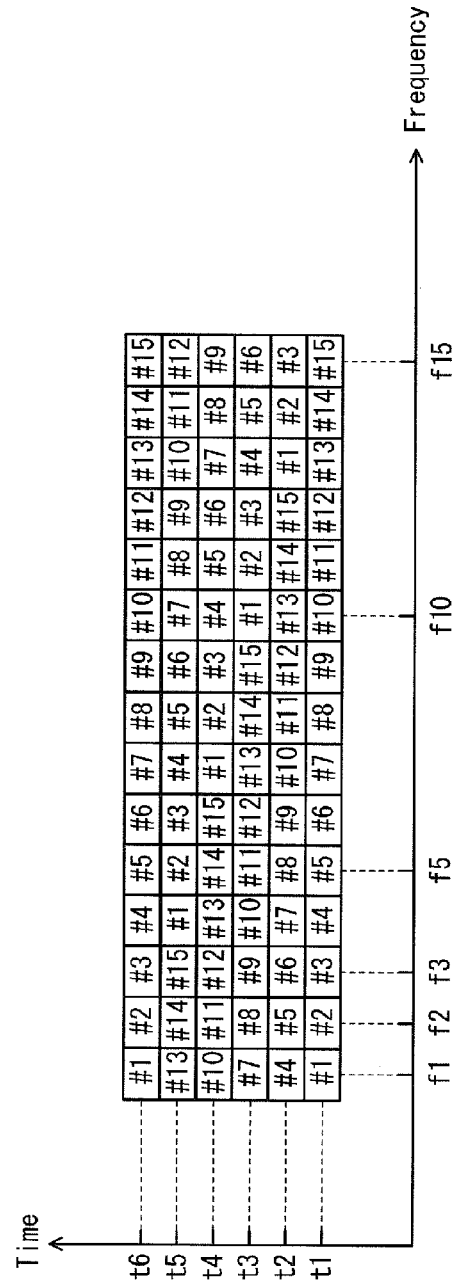 Time
t6 #1 #2 #3 #4 #5 #6 #7 #8 #9 #10 #11 #12 #13 #14 #15
t5 #13 #14 #15 #1 #2 #3 #4 #5 #6 #7 #8 #9 #10 #11 #12
t4 #10 #11 #12 #13 #14 #15 #1 #2 #3 #4 #5 #6 #7 #8 #9
t3 #7 #8 #9 #10 #11 #12 #13 #14 #15 #1 #2 #3 #4 #5 #6
t2 #4 #5 #6 #7 #8 #9 #10 #11 #12 #13 #14 #15 #1 #2 #3
t1 #1 #2 #3 #4 #5 #6 #7 #8 #9 #10 #11 #12 #13 #14 #15
Frequency
f1 f2 f3 f5 f10 f15